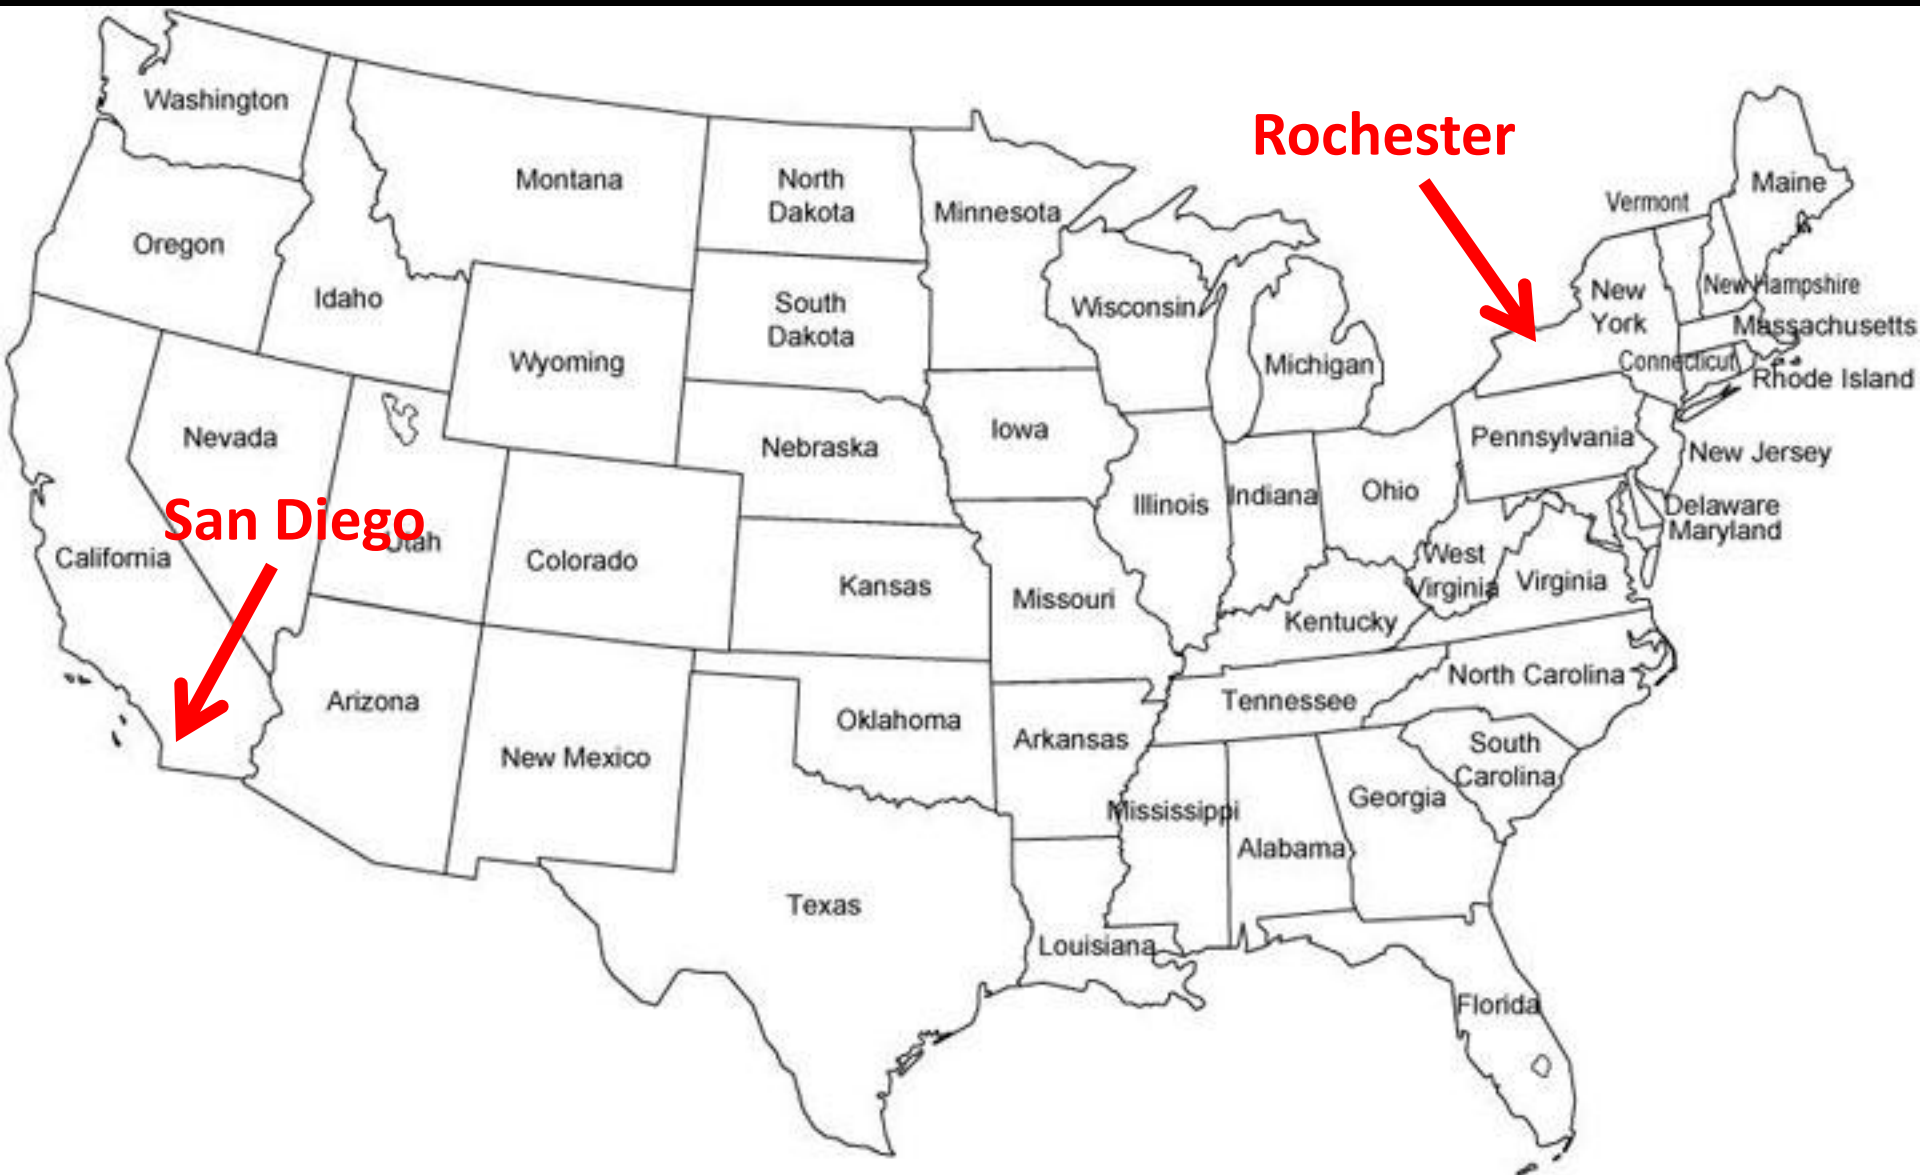 Washington
Montana
North
Dakota
Minnesota
Rochester
Vermont
Maine
Oregon
Idaho
Wyoming
South
Dakota
Wisconsin
Michigan
New
York
New Hampshire
Massachusetts
Connecticut
Rhode Island
Nevada
Nebraska
Iowa
Illinois
Indiana
Ohio
Pennsylvania
New Jersey
Delaware
Maryland
San Diego
Utah
California
Colorado
Kansas
Missouri
West
Virginia
Virginia
Kentucky
Arizona
New Mexico
Oklahoma
Arkansas
Tennessee
North Carolina
South
Carolina
Mississippi
Alabama
Georgia
Texas
Louisiana
Florida